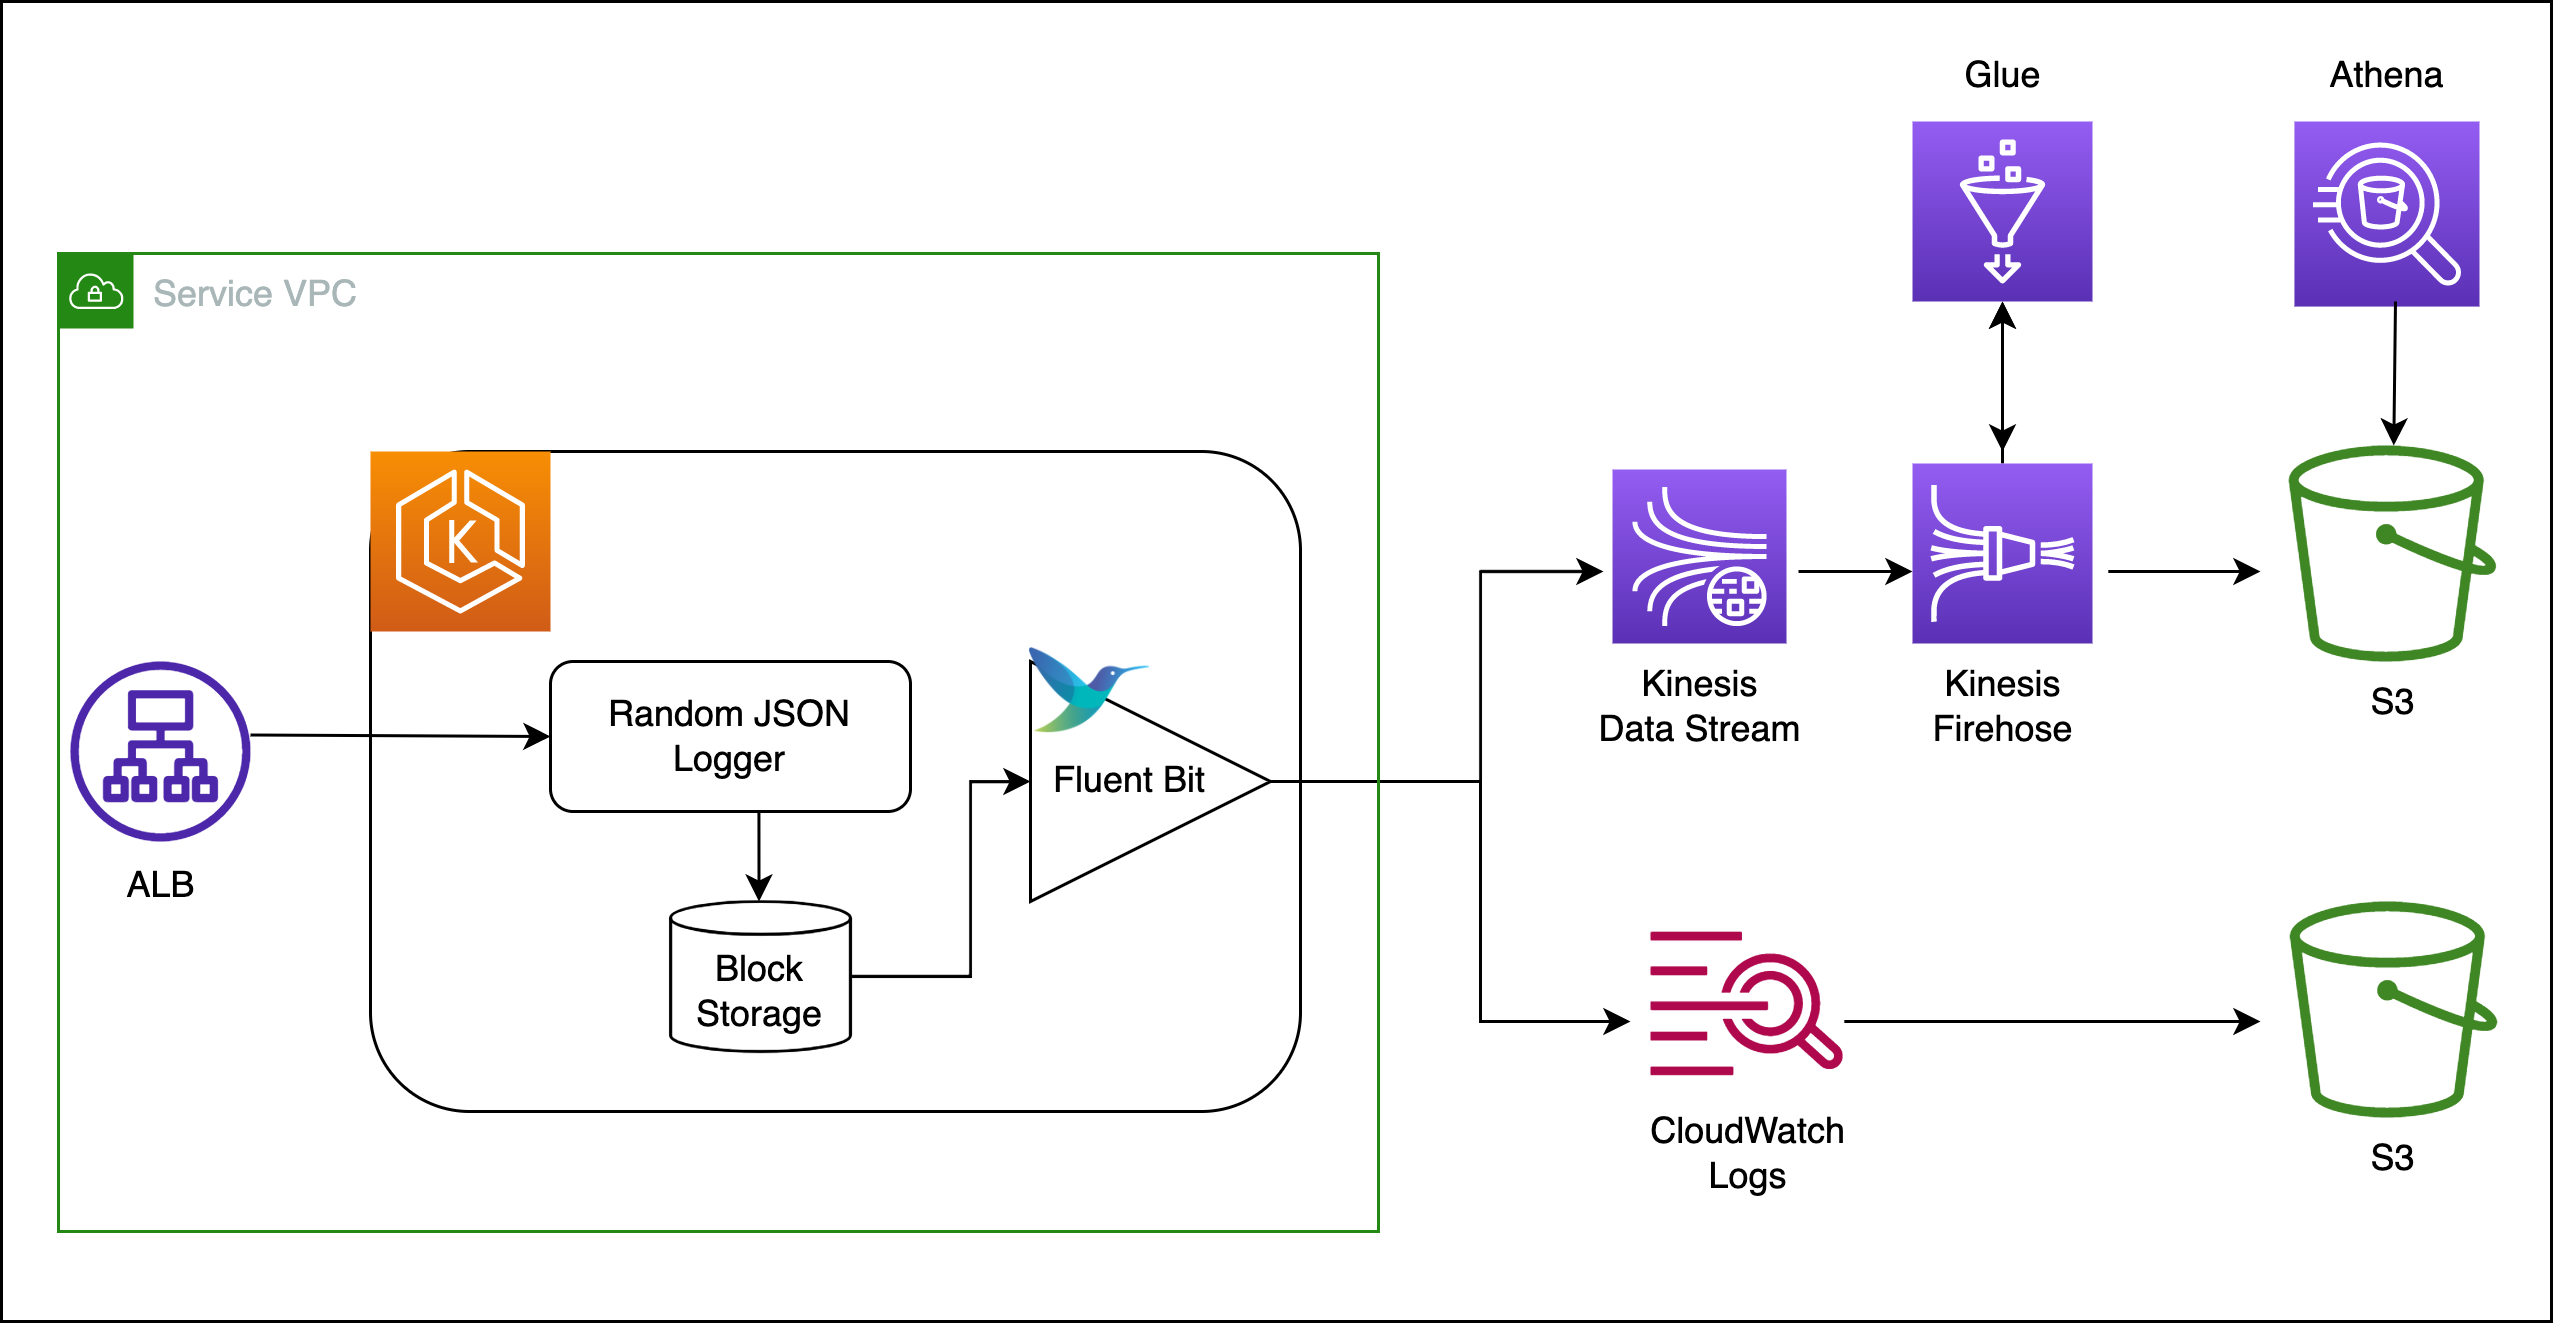 Glue
Athena
Service VPC
K
Random JSON
Logger
Fluent Bit
Kinesis
Data Stream
Kinesis
Firehose
S3
ALB
Block
Storage
CloudWatch
Logs
S3